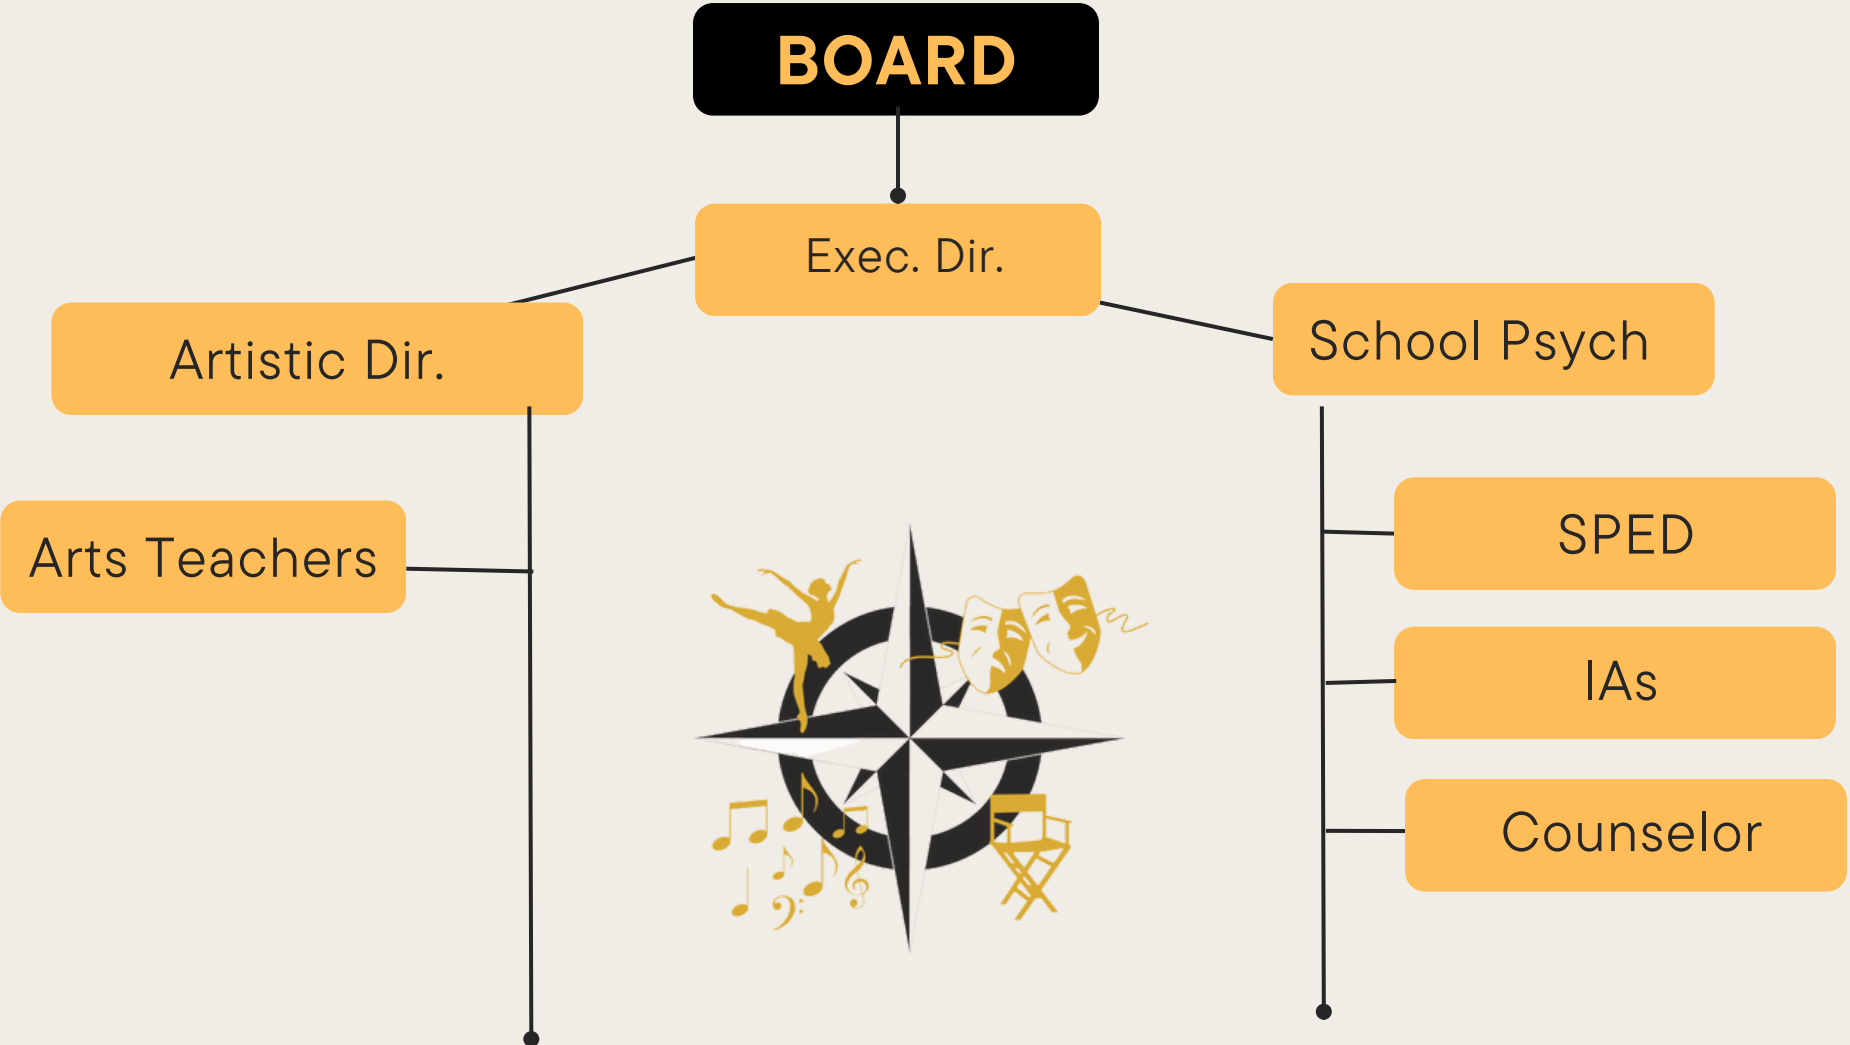 BOARD
Exec. Dir.
Artistic Dir.
School Psych
Arts Teachers
SPED
IAs
Counselor